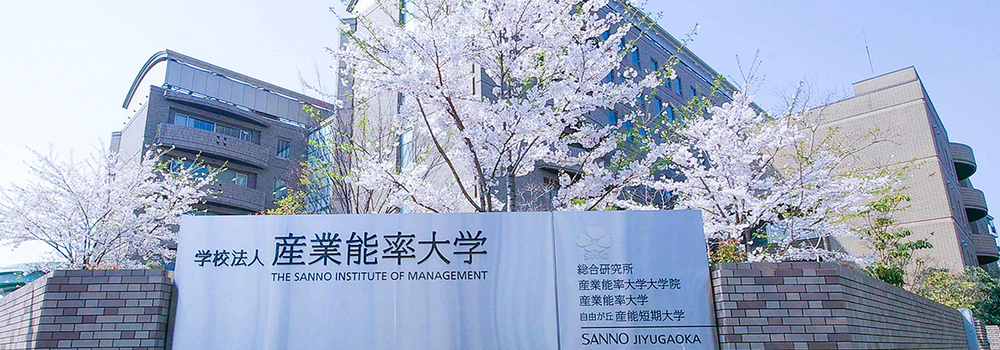 学校法人 産業能率大学
THE SANNO INSTITUTE OF MANAGEMENT
総合研究所
産業能率大学大学院
産業能率大学
自由が丘 産能短期大学
SANNO JIYUGAOKA